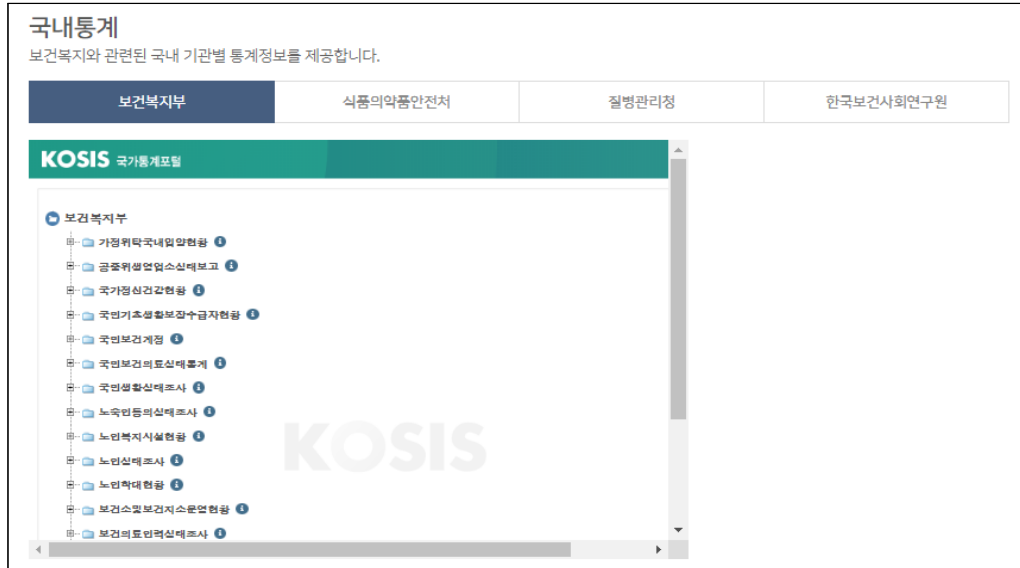 국내통계
보건복지와 관련된 국내 기관별 통계정보를 제공합니다.
보건복지부 식품의약품안전처 질병관리청 한국보건사회연구원
KOSIS 국가통계포털
보건복지부
가정위탁국내입양현황
공중위생영업소실태보고
국가정신건강현황
국민기초생활보장수급자현황
국민보건계정
국민보건의료실태통계
국민생활실태조사
노숙인등의실태조사
노인복지시설현황
노인실태조사
노인학대현황
보건소및보건지소운영현황
보건의료인력실태조사
KOSIS